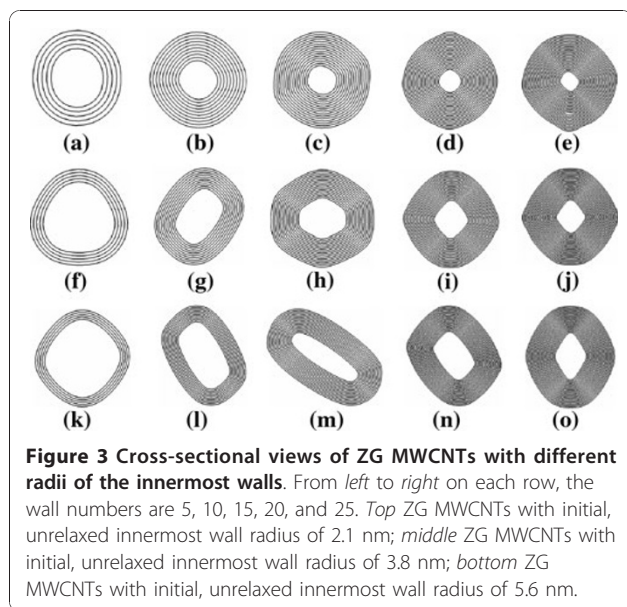 (a) (b) (c) (d) (e)
(f) (g) (h) (i) (j)
(k) (l) (m) (n) (o)
Figure 3 Cross-sectional views of ZG MWCNTs with different
radii of the innermost walls. From left to right on each row, the
wall numbers are 5, 10, 15, 20, and 25. Top ZG MWCNTs with initial,
unrelaxed innermost wall radius of 2.1 nm; middle ZG MWCNTs with
initial, unrelaxed innermost wall radius of 3.8 nm; bottom ZG
MWCNTs with initial, unrelaxed innermost wall radius of 5.6 nm.